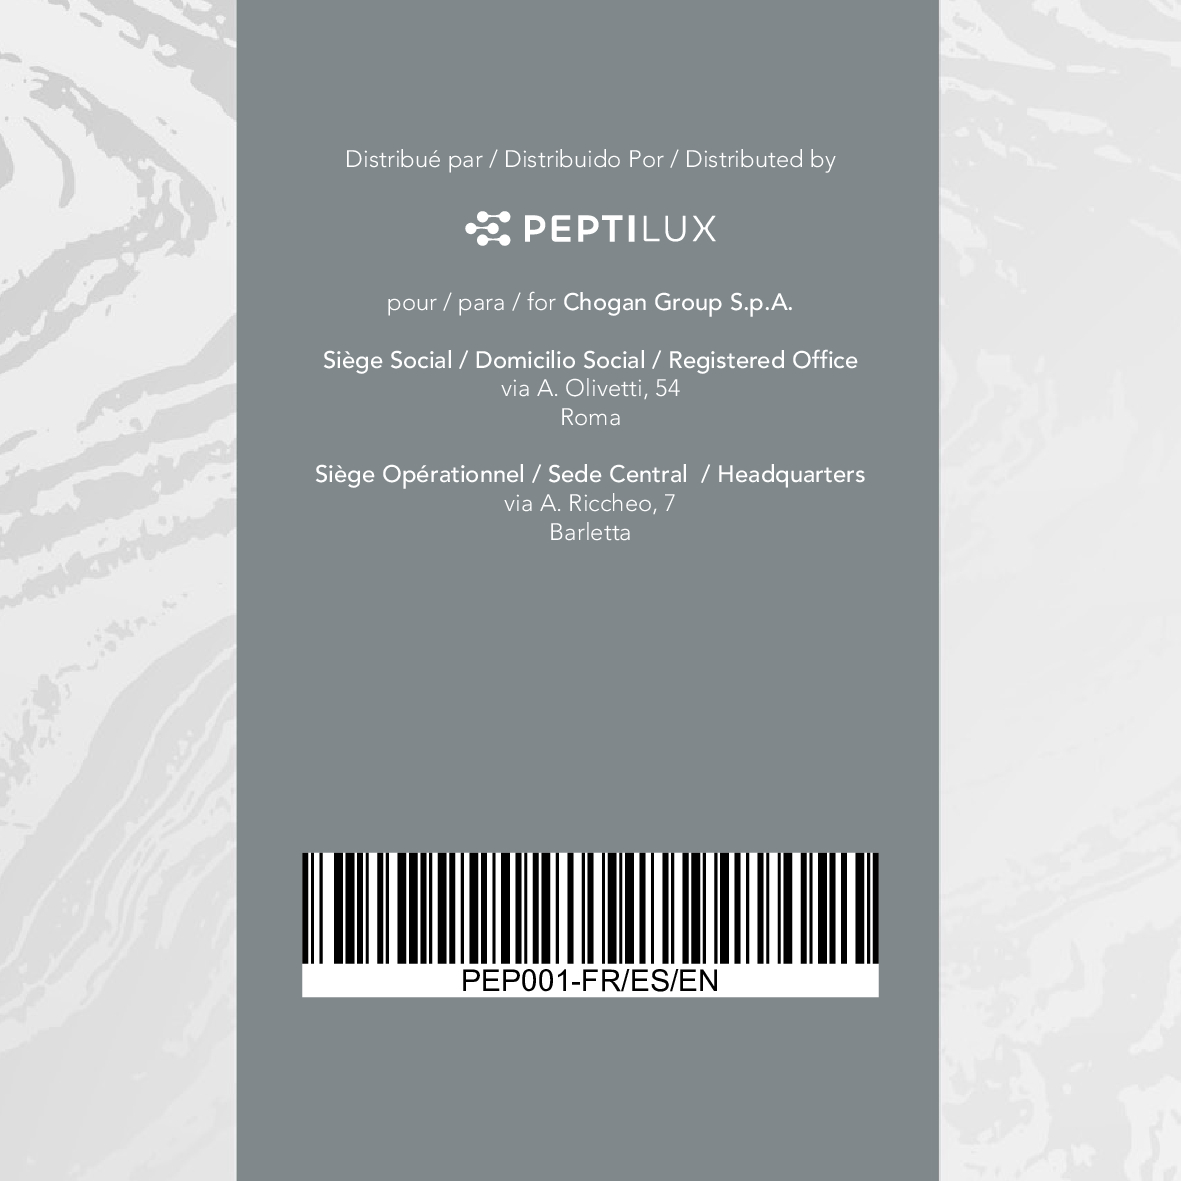 Distribué par / Distribuido Por / Distributed by
PEPTILUX
pour / para / for Chogan Group S.p.A.
Siège Social / Domicilio Social / Registered Office
via A. Olivetti, 54
Roma
Siège Opérationnel / Sede Central / Headquarters
via A. Riccheo, 7
Barletta
PEP001-FR/ES/EN